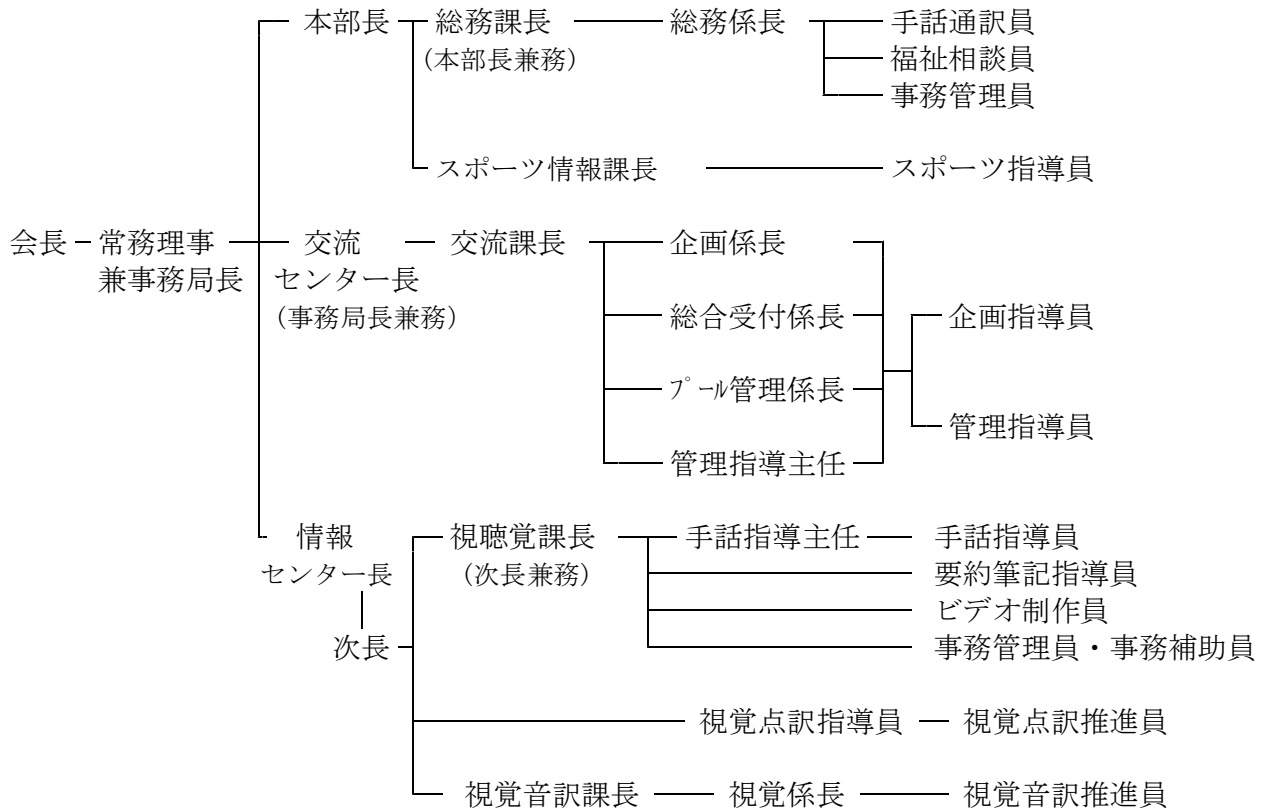 本部長 総務課長 総務係長 手話通訳員
(本部長兼務) 福祉相談員
事務管理員
スポーツ情報課長 スポーツ指導員
会長 常務理事 交流 交流課長 企画係長
兼事務局長 センター長
(事務局長兼務) 総合受付係長 企画指導員
プール管理係長
管理指導員
管理指導主任
情報 視聴覚課長 手話指導主任 手話指導員
センター長 (次長兼務) 要約筆記指導員
ビデオ制作員
次長 事務管理員・事務補助員
視覚点訳指導員 視覚点訳推進員
視覚音訳課長 視覚係長 視覚音訳推進員